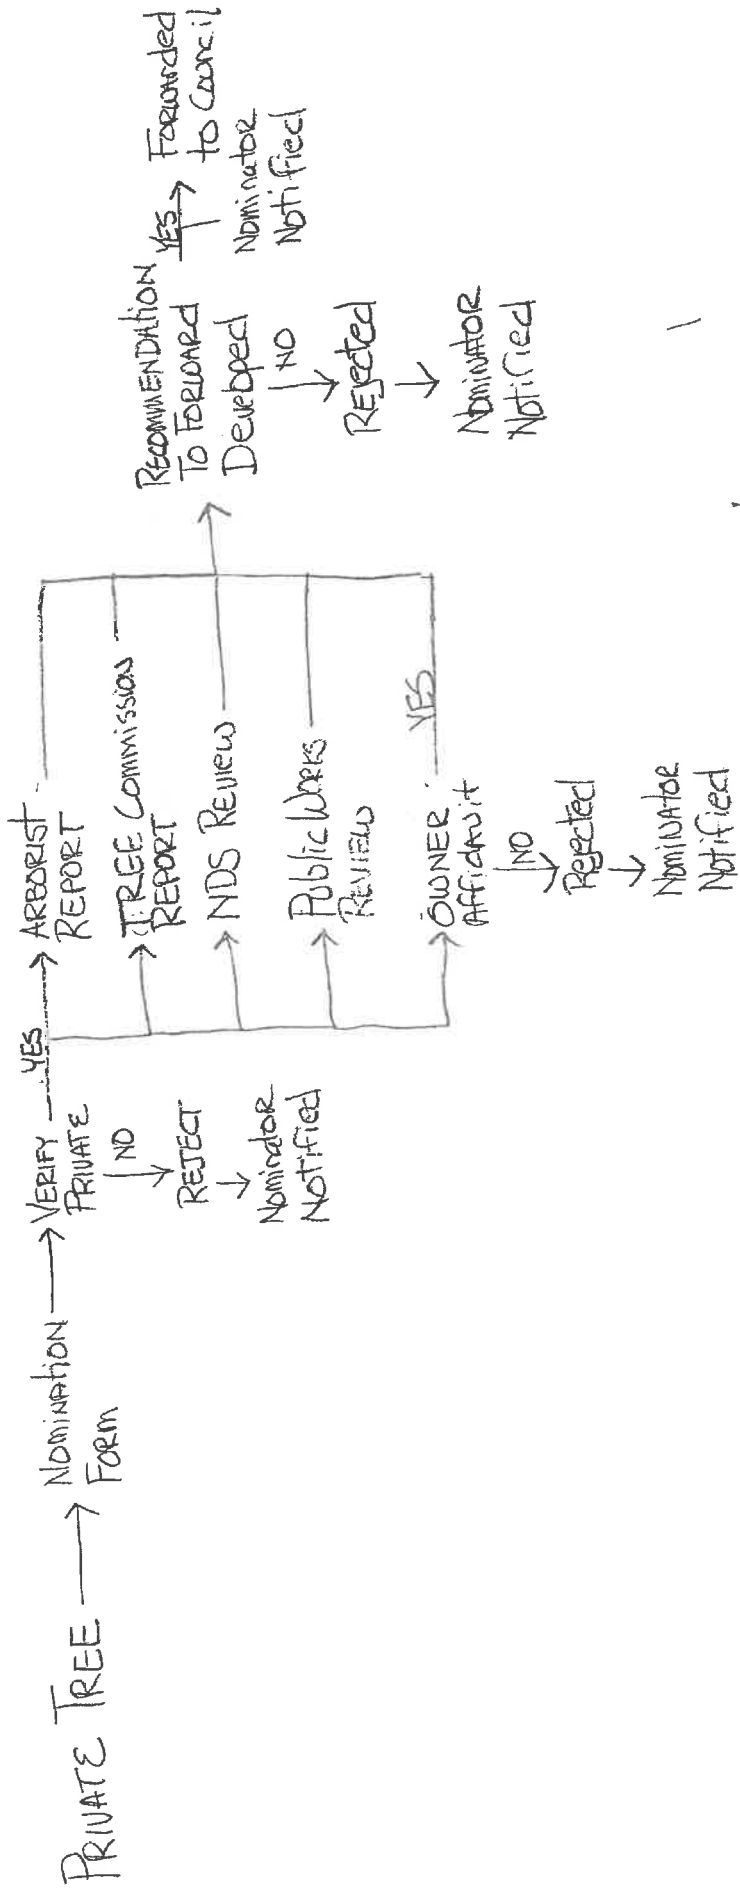 PRIVATE TREE
NOMINATION
FORM
VERIFY
PRIVATE
YES
NO
REJECT
Nominator
Notified
ARBORIST
REPORT
TREE Commission
REPORT
NDS REVIEW
Public Works
REVIEW
OWNER
Affidavit
YES
NO
Rejected
NomiNATOR
Notified
RECOMMENDATION
To FORWARD
Developed
YES
Forwarded
to Council
Nominator
Notified
NO
REjected
NomiNATOR
Notified